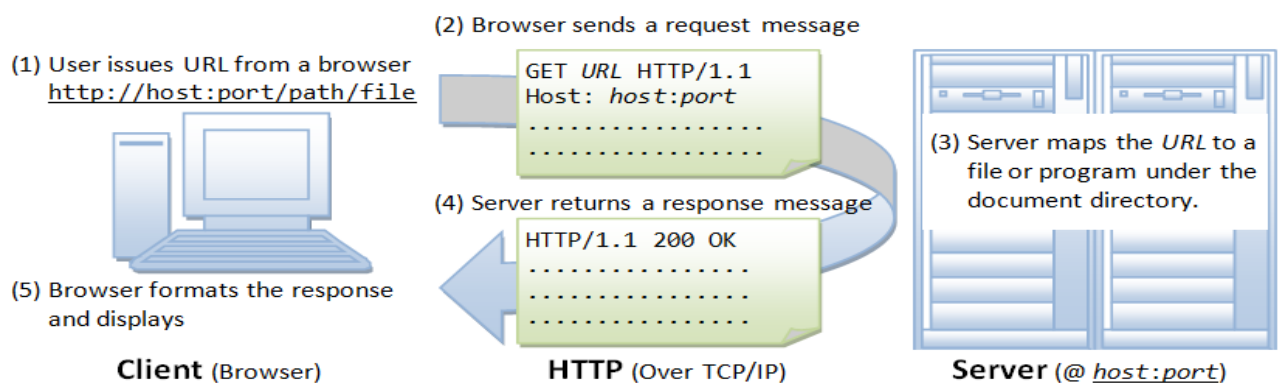 (1) User issues URL from a browser
http://host:port/path/file
(2) Browser sends a request message
GET URL HTTP/1.1
Host: host:port
..................
..................
(3) Server maps the URL to a
file or program under the
document directory.
(4) Server returns a response message
HTTP/1.1 200 OK
.................
.................
.................
(5) Browser formats the response
and displays
Client (Browser)
HTTP (Over TCP/IP)
Server (@ host:port)